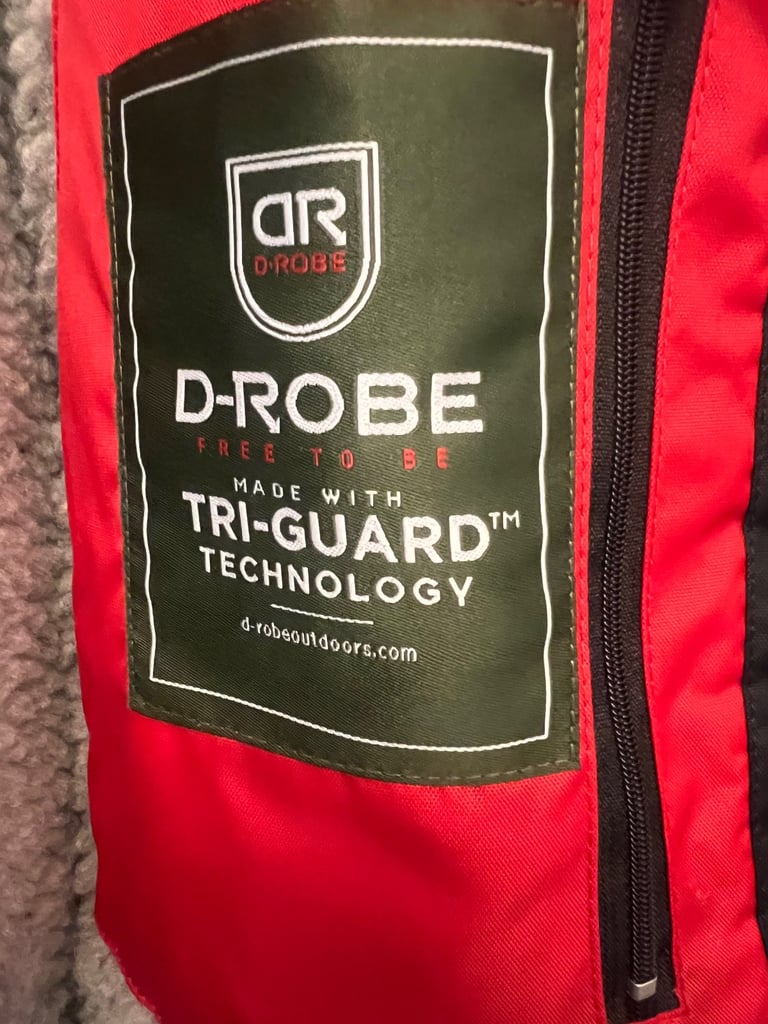 DR
D·ROBE
D-ROBE
FREE TO BE
MADE WITH
TRI-GUARD™
TECHNOLOGY
d-robeoutdoors.com